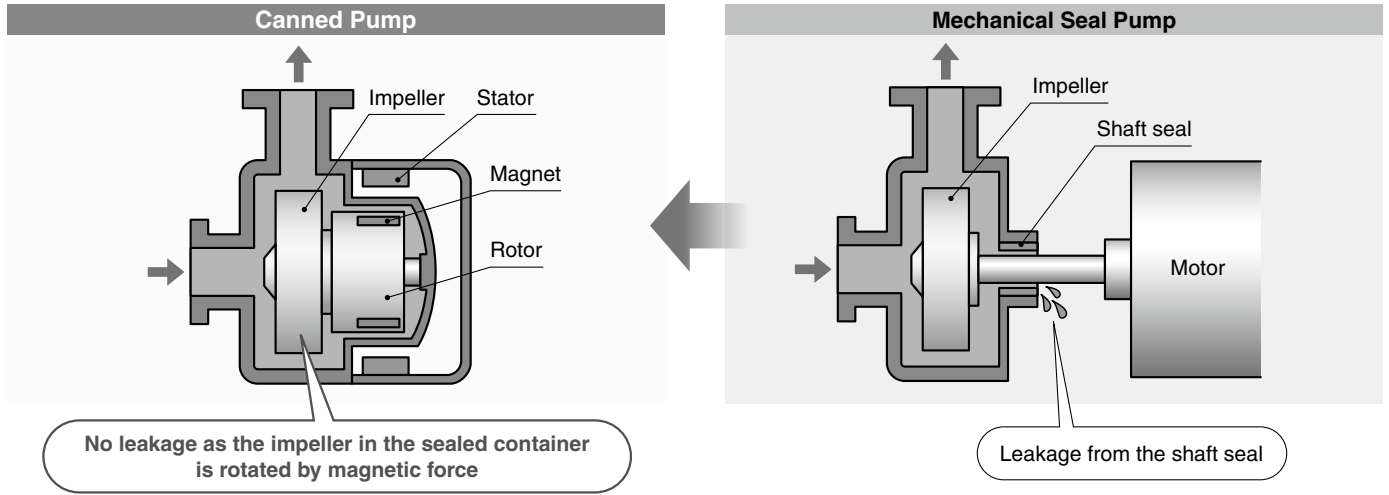 Canned Pump
Impeller
Stator
Magnet
Rotor
No leakage as the impeller in the sealed container
is rotated by magnetic force
Mechanical Seal Pump
Impeller
Shaft seal
Motor
Leakage from the shaft seal